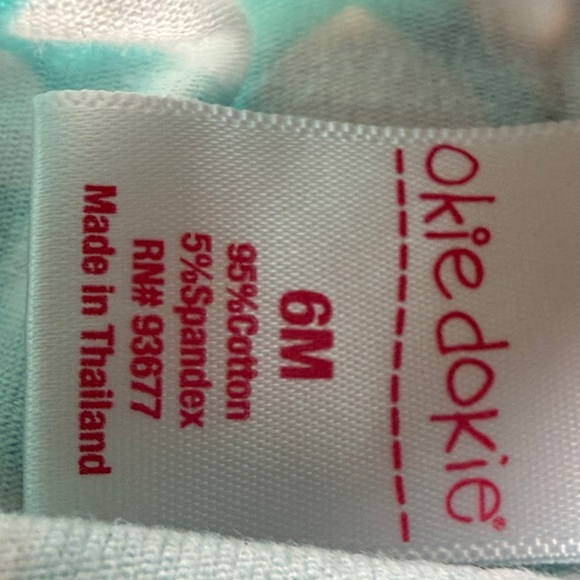 okie dokie®
6M
95%Cotton
5%Spandex
RN# 93677
Made in Thailand